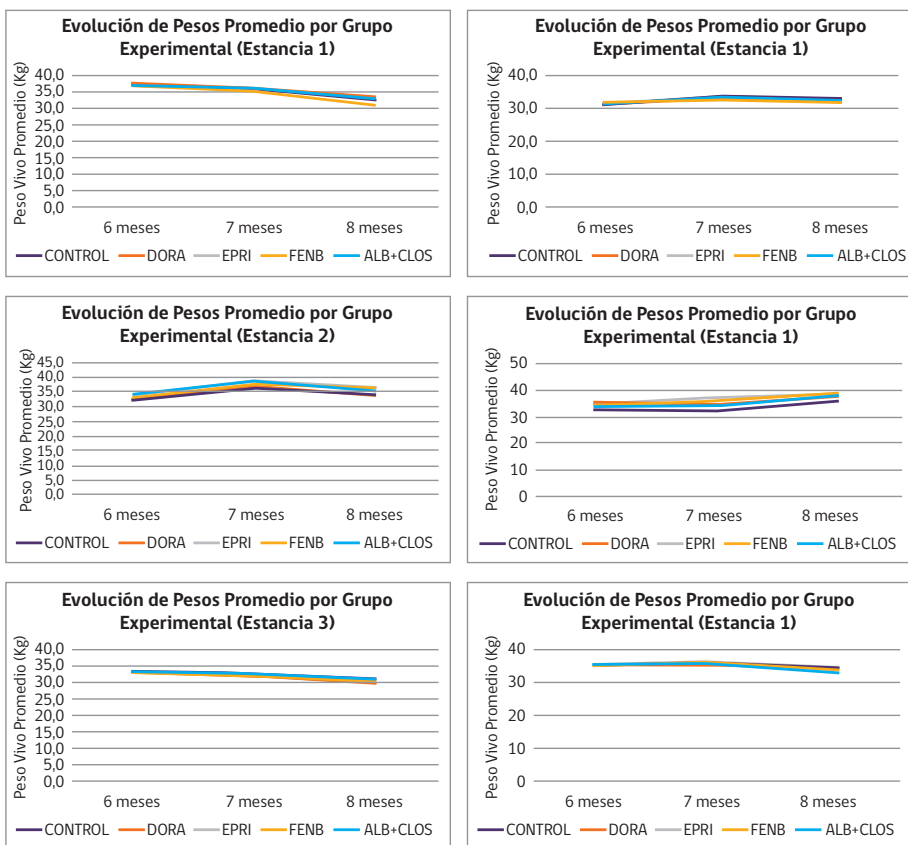 Evolución de Pesos Promedio por Grupo
Experimental (Estancia 1)
Peso Vivo Promedio (Kg)
40,0
35,0
30,0
25,0
20,0
15,0
10,0
5,0
0,0
6 meses 7 meses 8 meses
CONTROL DORA EPRI FENB ALB+CLOS
Evolución de Pesos Promedio por Grupo
Experimental (Estancia 1)
Peso Vivo Promedio (Kg)
40,0
30,0
20,0
10,0
0,0
6 meses 7 meses 8 meses
CONTROL DORA EPRI FENB ALB+CLOS
Evolución de Pesos Promedio por Grupo
Experimental (Estancia 2)
Peso Vivo Promedio (Kg)
45,0
40,0
35,0
30,0
25,0
20,0
15,0
10,0
5,0
0,0
6 meses 7 meses 8 meses
CONTROL DORA EPRI FENB ALB+CLOS
Evolución de Pesos Promedio por Grupo
Experimental (Estancia 1)
Peso Vivo Promedio (Kg)
50
40
30
20
10
0
6 meses 7 meses 8 meses
CONTROL DORA EPRI FENB ALB+CLOS
Evolución de Pesos Promedio por Grupo
Experimental (Estancia 3)
Peso Vivo Promedio (Kg)
40,0
35,0
30,0
25,0
20,0
15,0
10,0
5,0
0,0
6 meses 7 meses 8 meses
CONTROL DORA EPRI FENB ALB+CLOS
Evolución de Pesos Promedio por Grupo
Experimental (Estancia 1)
Peso Vivo Promedio (Kg)
40
30
20
10
0
6 meses 7 meses 8 meses
CONTROL DORA EPRI FENB ALB+CLOS